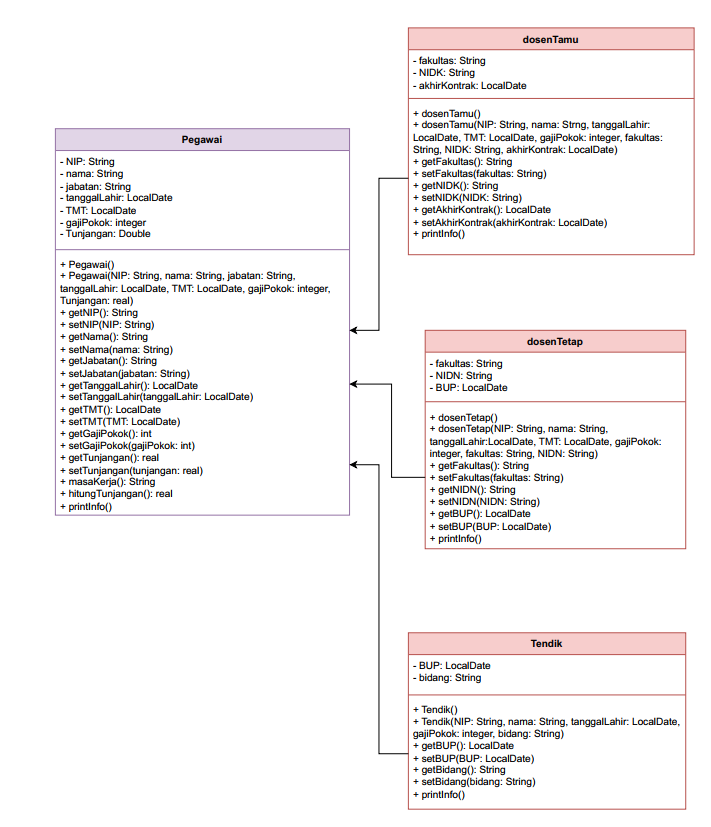 Pegawai
- NIP: String
- nama: String
- jabatan: String
- tanggalLahir: LocalDate
- TMT: LocalDate
- gajiPokok: integer
- Tunjangan: Double
+ Pegawai()
+ Pegawai(NIP: String, nama: String, jabatan: String,
tanggalLahir: LocalDate, TMT: LocalDate, gajiPokok: integer,
Tunjangan: real)
+ getNIP(): String
+ setNIP(NIP: String)
+ getNama(): String
+ setNama(nama: String)
+ getJabatan(): String
+ setJabatan(jabatan: String)
+ getTanggalLahir(): LocalDate
+ setTanggalLahir(tanggalLahir: LocalDate)
+ getTMT(): LocalDate
+ setTMT(TMT: LocalDate)
+ getGajiPokok(): int
+ setGajiPokok(gajiPokok: int)
+ getTunjangan(): real
+ setTunjangan(tunjangan: real)
+ masaKerja(): String
+ hitungTunjangan(): real
+ printInfo()
dosenTamu
- fakultas: String
- NIDK: String
- akhirKontrak: LocalDate
+ dosenTamu()
+ dosenTamu(NIP: String, nama: Strng, tanggalLahir:
LocalDate, TMT: LocalDate, gajiPokok: integer, fakultas:
String, NIDK: String, akhirKontrak: LocalDate)
+ getFakultas(): String
+ setFakultas(fakultas: String)
+ getNIDK(): String
+ setNIDK(NIDK: String)
+ getAkhirKontrak(): LocalDate
+ setAkhirKontrak(akhirKontrak: LocalDate)
+ printInfo()
dosenTetap
- fakultas: String
- NIDN: String
- BUP: LocalDate
+ dosenTetap()
+ dosenTetap(NIP: String, nama: String,
tanggalLahir:LocalDate, TMT: LocalDate, gajiPokok:
integer, fakultas: String, NIDN: String)
+ getFakultas(): String
+ setFakultas(fakultas: String)
+ getNIDN(): String
+ setNIDN(NIDN: String)
+ getBUP(): LocalDate
+ setBUP(BUP: LocalDate)
+ printInfo()
Tendik
- BUP: LocalDate
- bidang: String
+ Tendik()
+ Tendik(NIP: String, nama: String, tanggalLahir: LocalDate,
gajiPokok: integer, bidang: String)
+ getBUP(): LocalDate
+ setBUP(BUP: LocalDate)
+ getBidang(): String
+ setBidang(bidang: String)
+ printInfo()